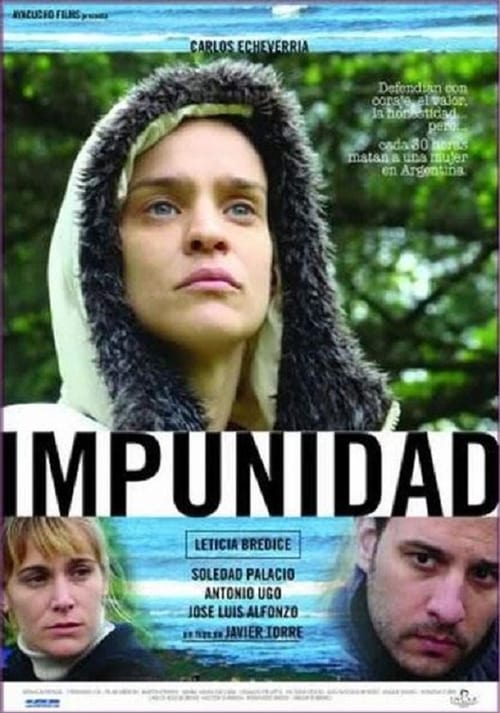 AYACUCHO FILMS presenta
CARLOS ECHEVERRIA
Defendían con
coraje, el valor,
la honestidad...
pero...
cada 30 horas
matan a una mujer
en Argentina.
IMPUNIDAD
LETICIA BREDICE
SOLEDAD PALACIO
ANTONIO UGO
JOSE LUIS ALFONZO
un film de JAVIER TORRE